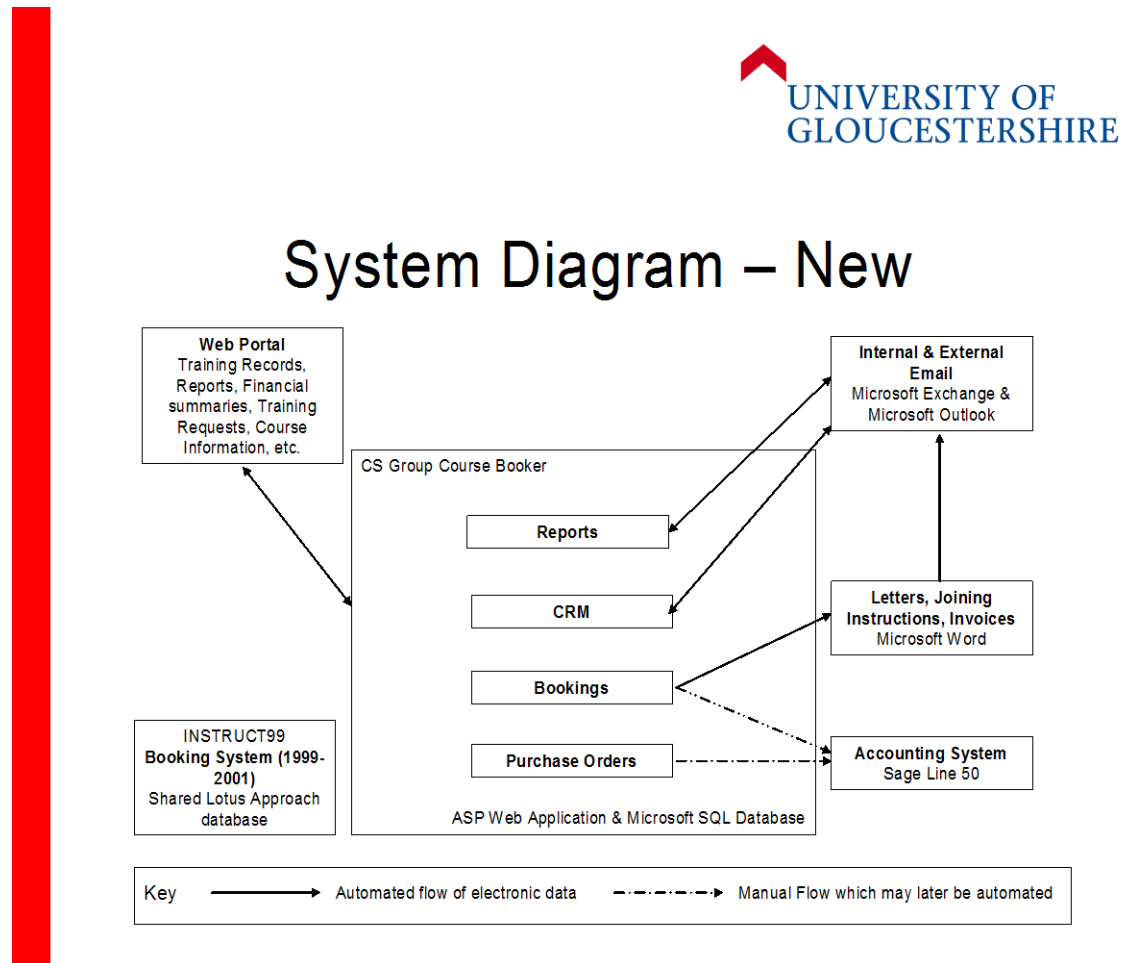 UNIVERSITY OF
GLOUCESTERSHIRE
System Diagram – New
Web Portal
Training Records,
Reports, Financial
summaries, Training
Requests, Course
Information, etc.
Internal & External
Email
Microsoft Exchange &
Microsoft Outlook
CS Group Course Booker
Reports
CRM
Bookings
Purchase Orders
ASP Web Application & Microsoft SQL Database
Letters, Joining
Instructions, Invoices
Microsoft Word
INSTRUCT99
Booking System (1999-
2001)
Shared Lotus Approach
database
Accounting System
Sage Line 50
Key
Automated flow of electronic data
Manual Flow which may later be automated